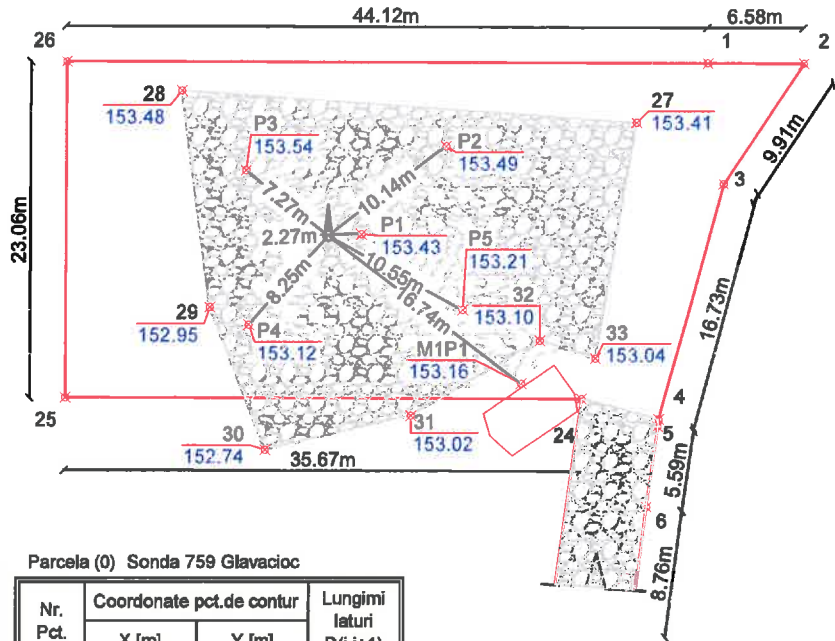 44.12m
6.58m
26
1
2
28
153.48
P3
153.54
P2
153.49
27
153.41
9.91m
3
7.27m
10.14m
23.06m
2.27m
P1
153.43
P5
153.21
10.55m
16.74m
8.25m
32
153.10
16.73m
29
152.95
P4
153.12
M1P1
153.16
33
153.04
25
4
5
24
30
152.74
31
153.02
35.67m
5.59m
6
8.76m
Parcela (0) Sonda 759 Glavacioc
Nr.
Pct.
Coordonate pct.de contur
X [m]
Y [m]
Lungimi
laturi
D(i,i+1)